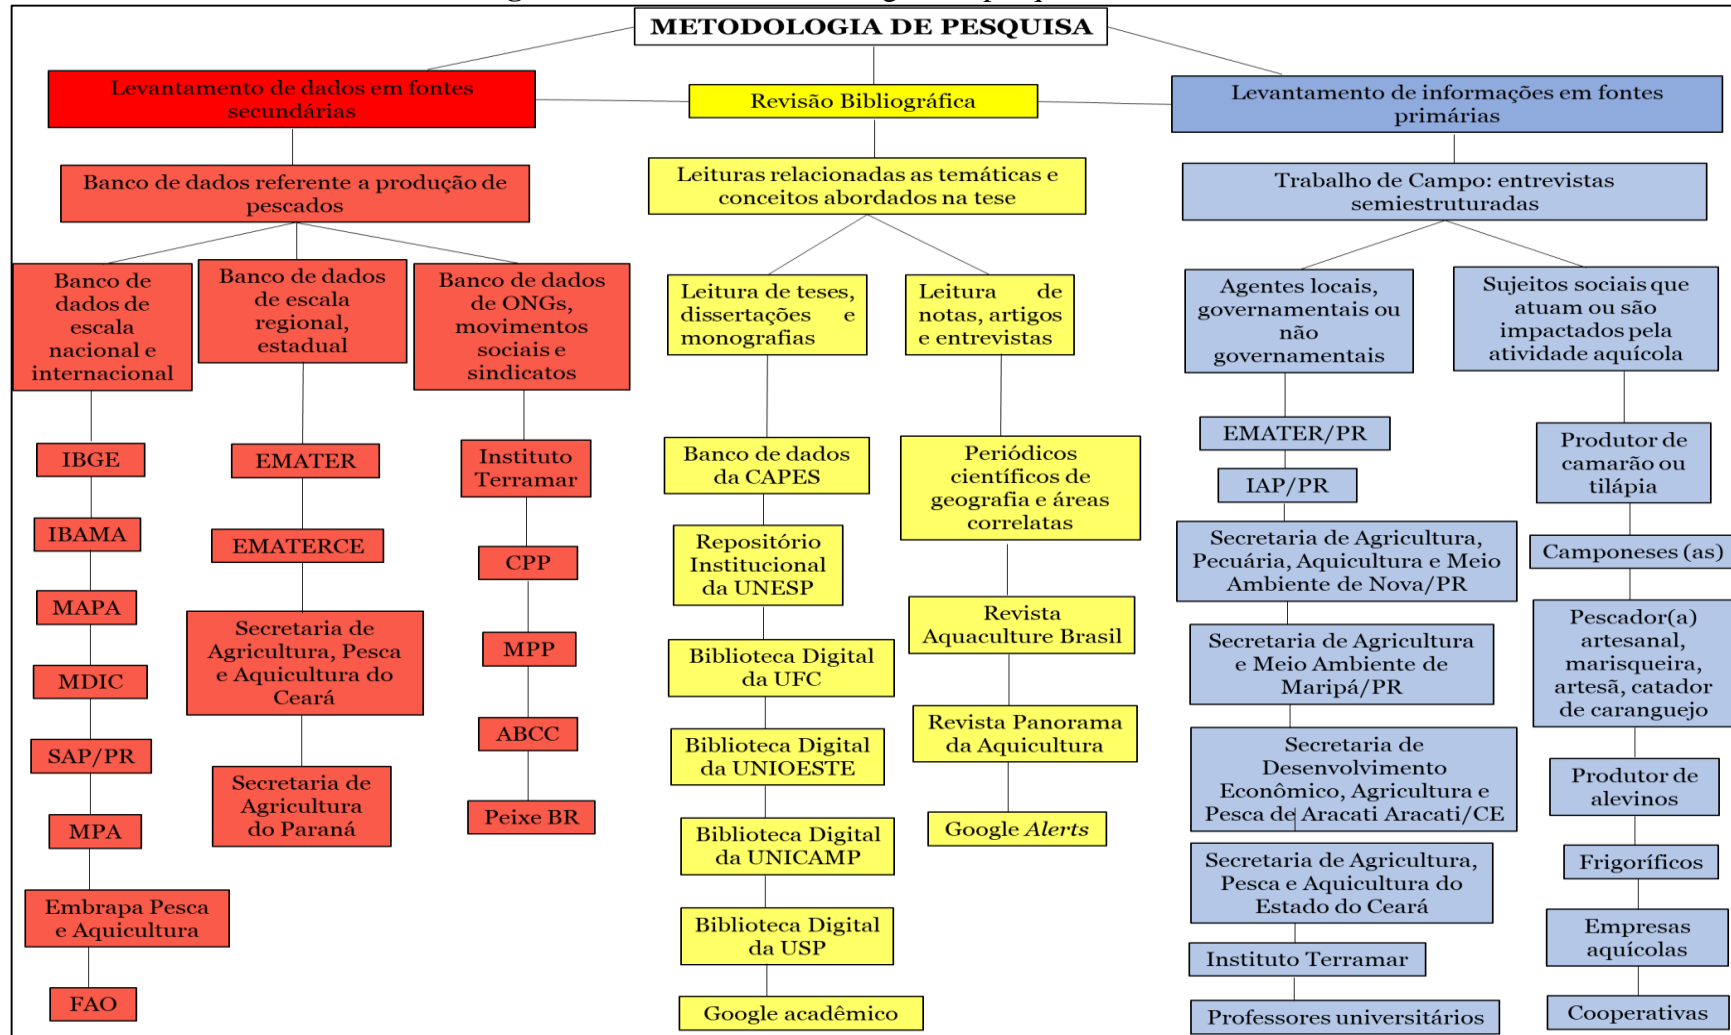 METODOLOGIA DE PESQUISA
Levantamento de dados em fontes
secundárias
Revisão Bibliográfica
Levantamento de informações em fontes
primárias
Banco de dados referente a produção de
pescados
Leituras relacionadas as temáticas e
conceitos abordados na tese
Trabalho de Campo: entrevistas
semiestruturadas
Banco de
dados de
escala
nacional e
internacional
IBGE
IBAMA
MAPA
MDIC
SAP/PR
MPA
Embrapa Pesca
e Aquicultura
FAO
Banco de dados
de escala
regional,
estadual
EMATER
EMATERCE
Secretaria de
Agricultura, Pesca
e Aquicultura do
Ceará
Secretaria de
Agricultura
do Paraná
Banco de dados
de ONGs,
movimentos
sociais e
sindicatos
Instituto
Terramar
CPP
MPP
ABCC
Peixe BR
Leitura de teses,
dissertações e
monografias
Banco de dados
da CAPES
Repositório
Institucional
da UNESP
Biblioteca Digital
da UFC
Biblioteca Digital
da UNIOESTE
Biblioteca Digital
da UNICAMP
Biblioteca Digital
da USP
Google acadêmico
Leitura de
notas, artigos
e entrevistas
Periódicos
científicos de
geografia e áreas
correlatas
Revista
Aquaculture Brasil
Revista Panorama
da Aquicultura
Google Alerts
Agentes locais,
governamentais ou
não
governamentais
EMATER/PR
IAP/PR
Secretaria de Agricultura,
Pecuária, Aquicultura e Meio
Ambiente de Nova/PR
Secretaria de Agricultura
e Meio Ambiente de
Maripá/PR
Secretaria de
Desenvolvimento
Econômico, Agricultura e
Pesca de Aracati Aracati/CE
Secretaria de Agricultura,
Pesca e Aquicultura do
Estado do Ceará
Instituto Terramar
Professores universitários
Sujeitos sociais que
atuam ou são
impactados pela
atividade aquícola
Produtor de
camarão ou
tilápia
Camponeses (as)
Pescador(a)
artesanal,
marisqueira,
artesã, catador
de caranguejo
Produtor de
alevinos
Frigoríficos
Empresas
aquícolas
Cooperativas